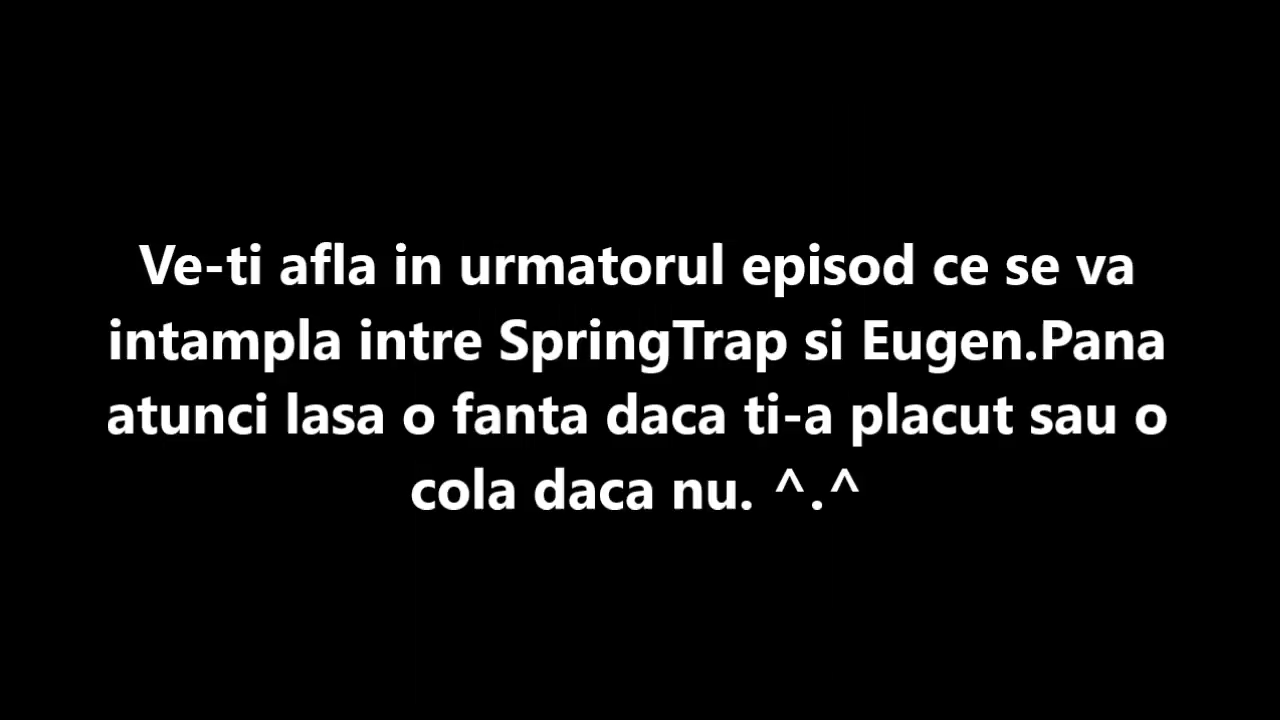 Ve-ti afla in urmatorul episod ce se va
intampla intre SpringTrap si Eugen.Pana
atunci lasa o fanta daca ti-a placut sau o
cola daca nu. ^.^